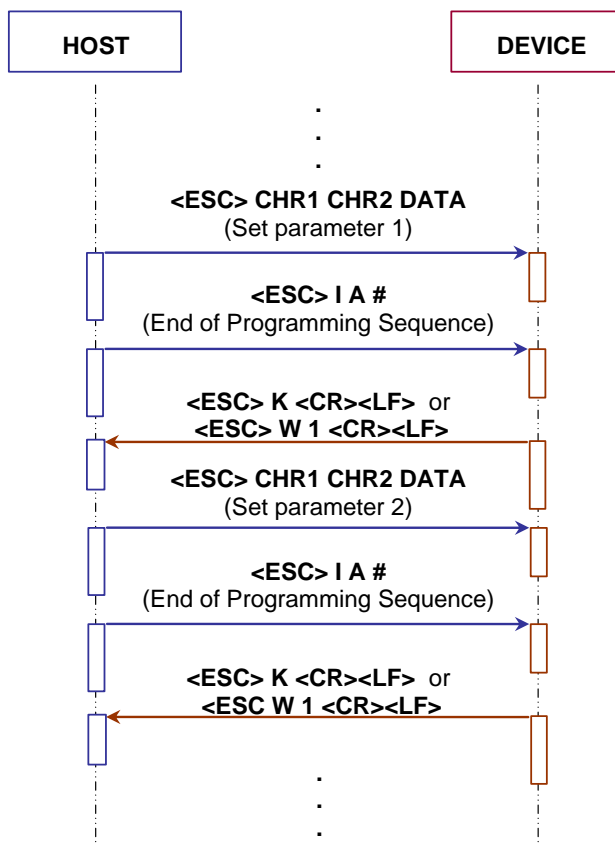 HOST
DEVICE
.
.
.
<ESC> CHR1 CHR2 DATA
(Set parameter 1)
<ESC> I A #
(End of Programming Sequence)
<ESC> K <CR><LF> or
<ESC> W 1 <CR><LF>
<ESC> CHR1 CHR2 DATA
(Set parameter 2)
<ESC> I A #
(End of Programming Sequence)
<ESC> K <CR><LF> or
<ESC W 1 <CR><LF>
.
.
.